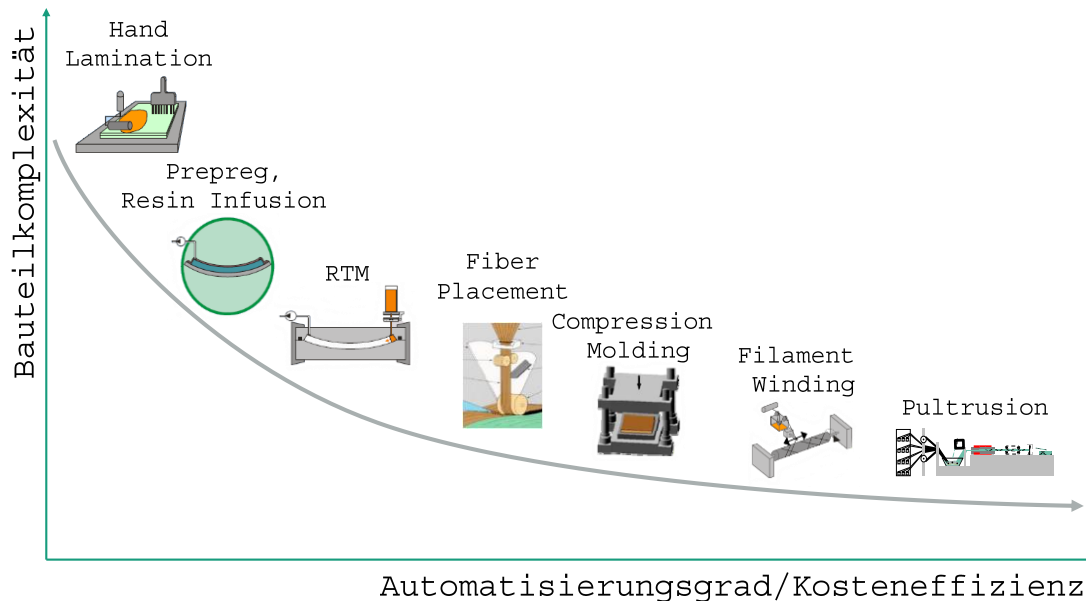 Bauteilkomplexität
Hand
Lamination
Prepreg,
Resin Infusion
RTM
Fiber
Placement
Compression
Molding
Filament
Winding
Pultrusion
Automatisierungsgrad/Kosteneffizienz